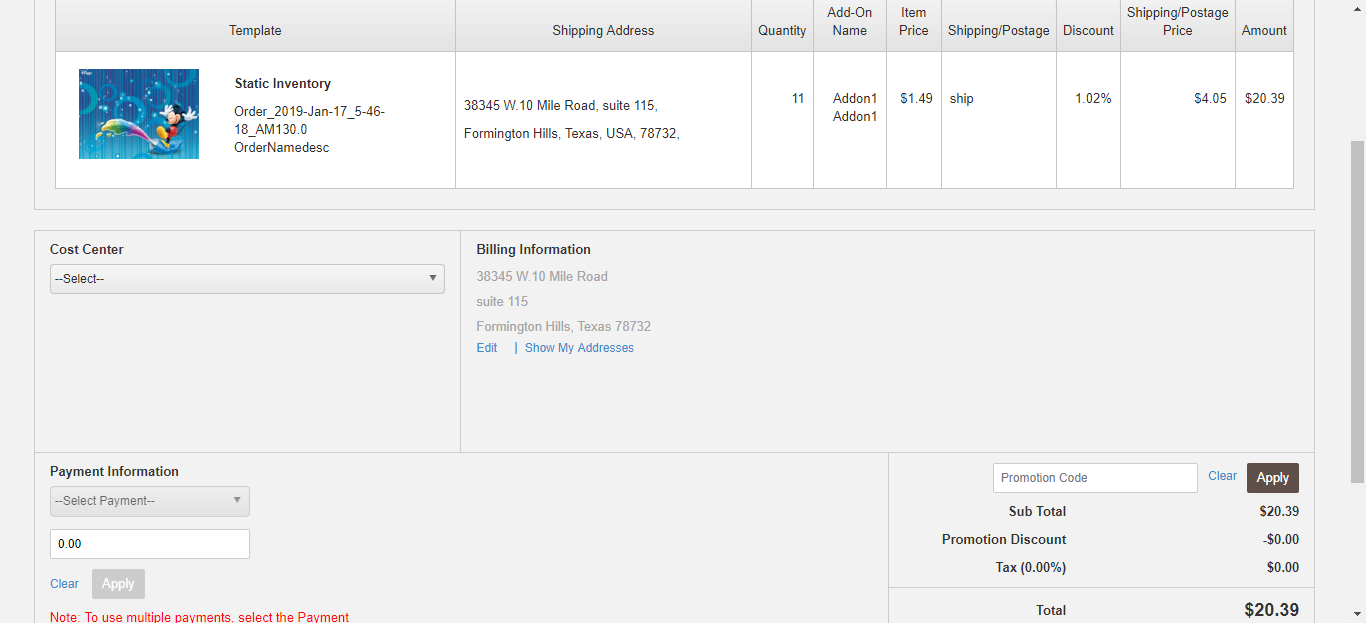 Template
Shipping Address
Quantity
Add-On
Name
Item
Price
Shipping/Postage
Discount
Shipping/Postage
Price
Amount
Static Inventory
Order_2019-Jan-17_5-46-
18_AM130.0
OrderNamedesc
38345 W.10 Mile Road, suite 115,
Formington Hills, Texas, USA, 78732,
11
Addon1
Addon1
$1.49
ship
1.02%
$4.05
$20.39
Cost Center
--Select--
Billing Information
38345 W.10 Mile Road
suite 115
Formington Hills, Texas 78732
Edit | Show My Addresses
Payment Information
--Select Payment--
0.00
Clear Apply
Note: To use multiple payments, select the Payment
Promotion Code Clear Apply
Sub Total $20.39
Promotion Discount -$0.00
Tax (0.00%) $0.00
Total $20.39